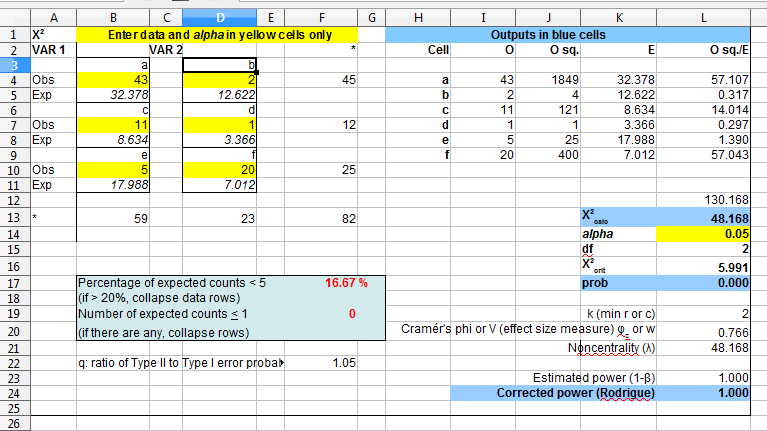 A B C D E F G H I J K L
1 X² Enter data and alpha in yellow cells only Outputs in blue cells
2 VAR 1 VAR 2 * Cell O O sq. E O sq./E
3 a b
4 Obs 43 2 45 a 43 1849 32.378 57.107
5 Exp 32.378 12.622 b 2 4 12.622 0.317
6 c d c 11 121 8.634 14.014
7 Obs 11 1 12 d 1 1 3.366 0.297
8 Exp 8.634 3.366 e 5 25 17.988 1.390
9 e f f 20 400 7.012 57.043
10 Obs 5 20 25
11 Exp 17.988 7.012
12 130.168
13 * 59 23 82 X²calc 48.168
14 alpha 0.05
15 df 2
16 X²crit 5.991
17 Percentage of expected counts < 5 16.67 % prob 0.000
18 (if > 20%, collapse data rows)
19 Number of expected counts ≤ 1 0 k (min r or c) 2
20 (if there are any, collapse rows) Cramér's phi or V (effect size measure) φc or w 0.766
21 Noncentrality (λ) 48.168
22 q: ratio of Type II to Type I error probab 1.05
23 Estimated power (1-β) 1.000
24 Corrected power (Rodrigue) 1.000
25
26